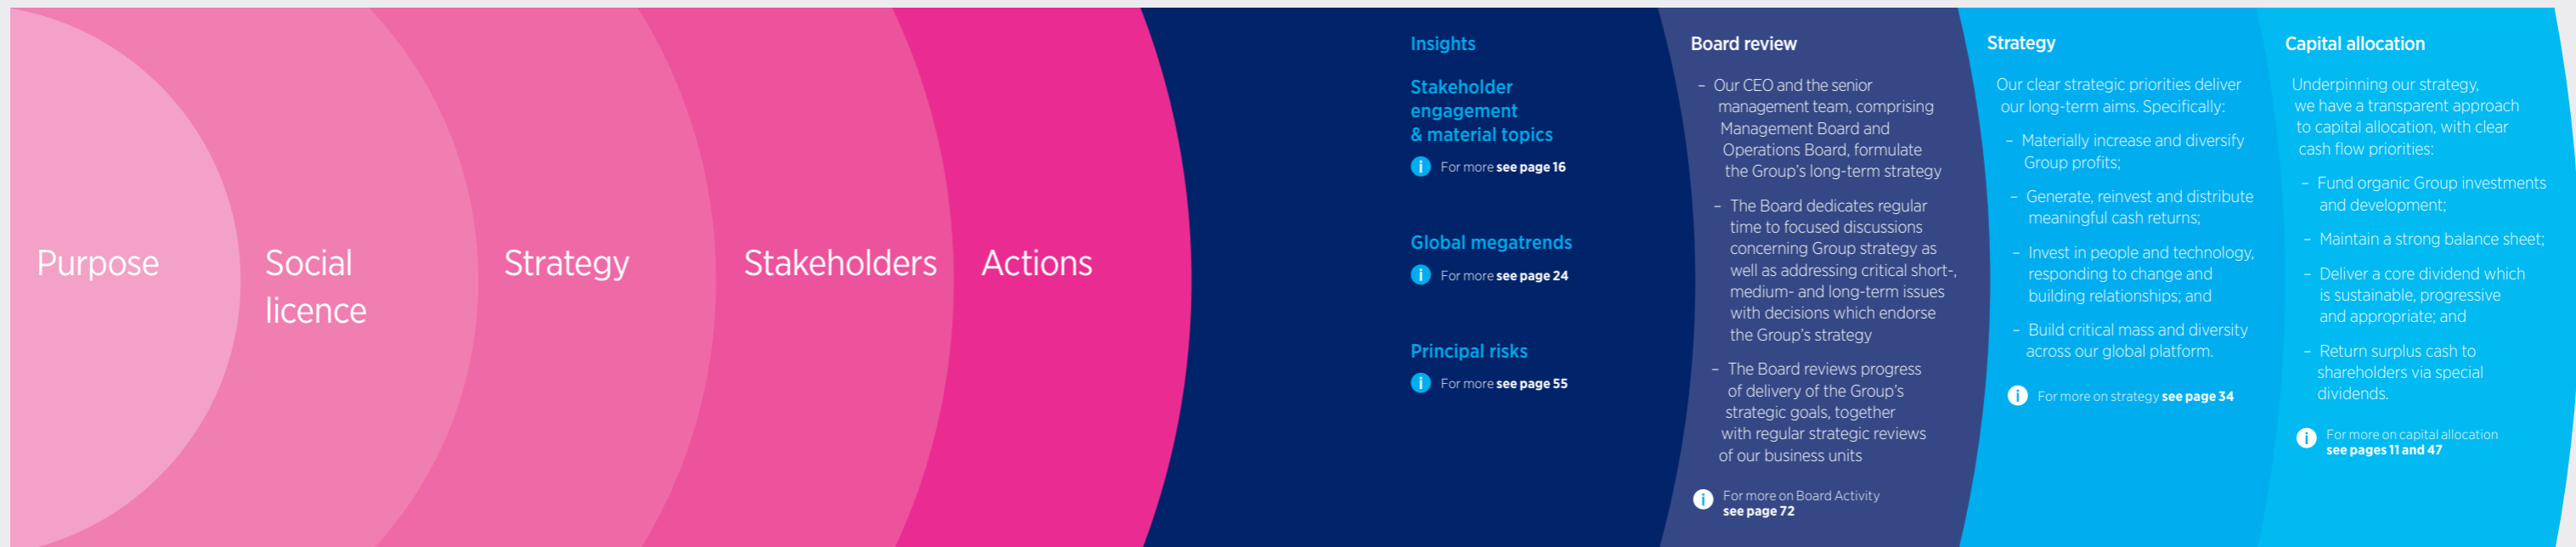 Purpose
Social
licence
Strategy
Stakeholders
Actions
Insights
Stakeholder
engagement
& material topics
i For more see page 16
Global megatrends
i For more see page 24
Principal risks
i For more see page 55
Board review
– Our CEO and the senior
management team, comprising
Management Board and
Operations Board, formulate
the Group's long-term strategy
– The Board dedicates regular
time to focused discussions
concerning Group strategy as
well as addressing critical short-,
medium- and long-term issues
with decisions which endorse
the Group's strategy
– The Board reviews progress
of delivery of the Group's
strategic goals, together
with regular strategic reviews
of our business units
i For more on Board Activity
see page 72
Strategy
Our clear strategic priorities deliver
our long-term aims. Specifically:
– Materially increase and diversify
Group profits;
– Generate, reinvest and distribute
meaningful cash returns;
– Invest in people and technology,
responding to change and
building relationships; and
– Build critical mass and diversity
across our global platform.
i For more on strategy see page 34
Capital allocation
Underpinning our strategy,
we have a transparent approach
to capital allocation, with clear
cash flow priorities:
– Fund organic Group investments
and development;
– Maintain a strong balance sheet;
– Deliver a core dividend which
is sustainable, progressive
and appropriate; and
– Return surplus cash to
shareholders via special
dividends.
i For more on capital allocation
see pages 11 and 47